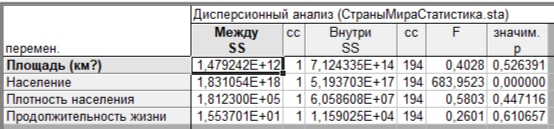 Дисперсионный анализ (СтраныМираСтатистика.sta)
перемен. Между SS сс Внутри SS сс F значим. p
Площадь (км?) 1,479242E+12 1 7,124335E+14 194 0,4028 0,526391
Население 1,831054E+18 1 5,193703E+17 194 683,9523 0,000000
Плотность населения 1,812300E+05 1 6,058608E+07 194 0,5803 0,447116
Продолжительность жизни 1,553701E+01 1 1,159025E+04 194 0,2601 0,610657